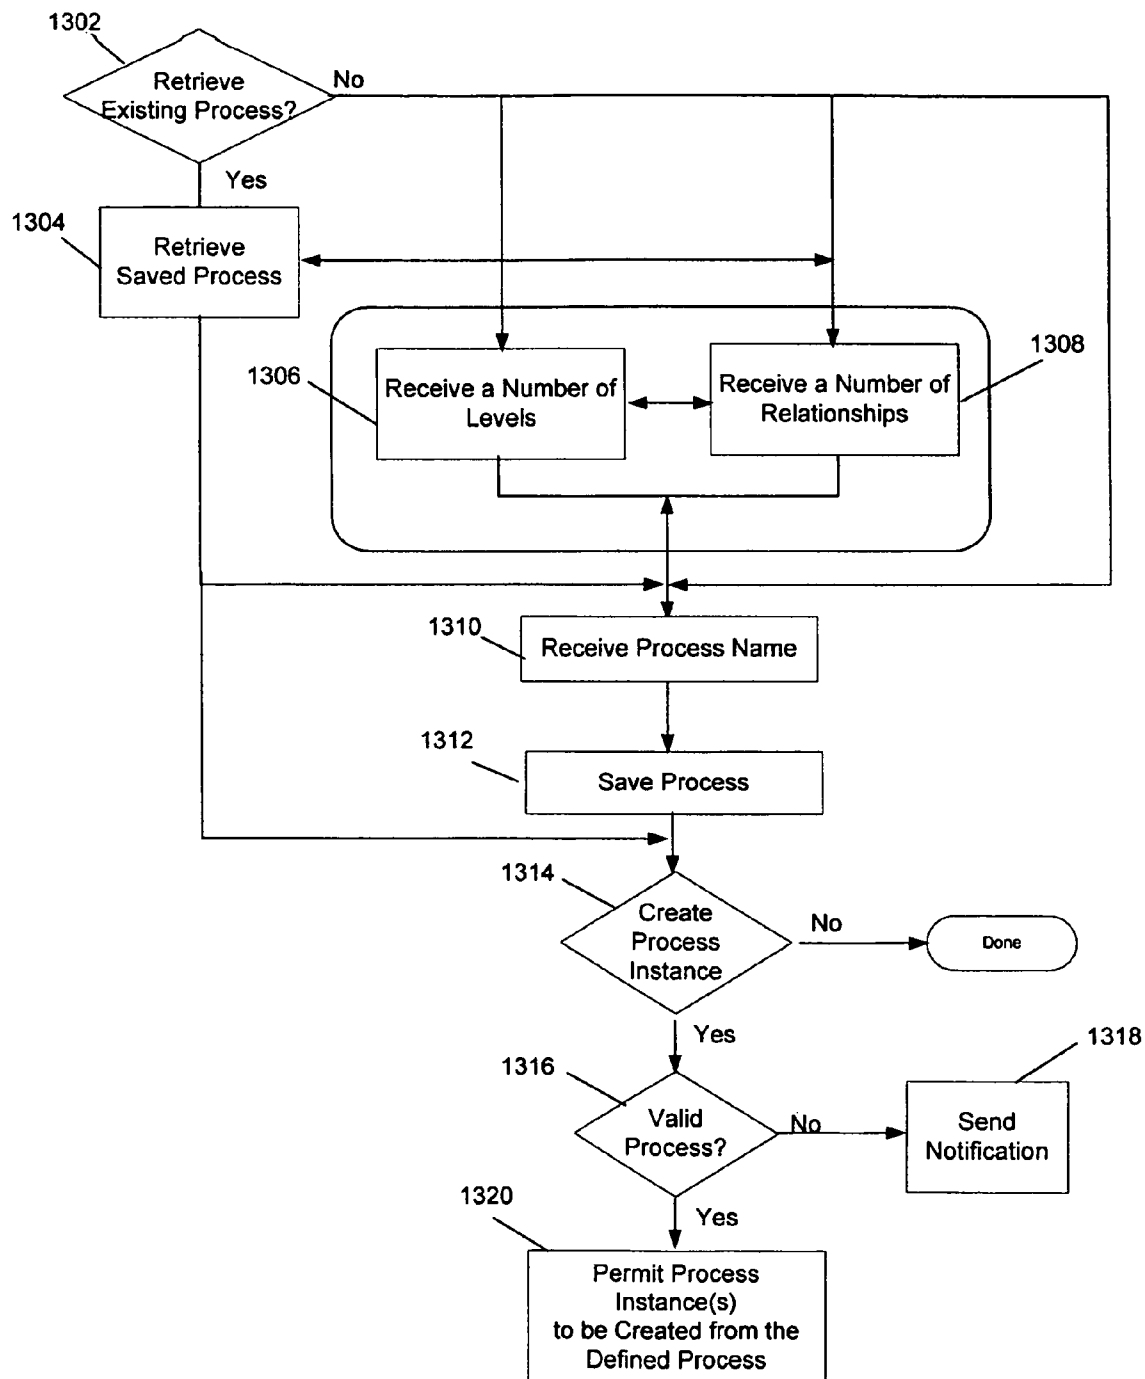 1302
Retrieve
Existing Process?
No
Yes
1304
Retrieve
Saved Process
1306
Receive a Number of
Levels
1308
Receive a Number of
Relationships
1310
Receive Process Name
1312
Save Process
1314
Create
Process
Instance
No
Done
Yes
1316
Valid
Process?
No
1318
Send
Notification
Yes
1320
Permit Process
Instance(s)
to be Created from the
Defined Process